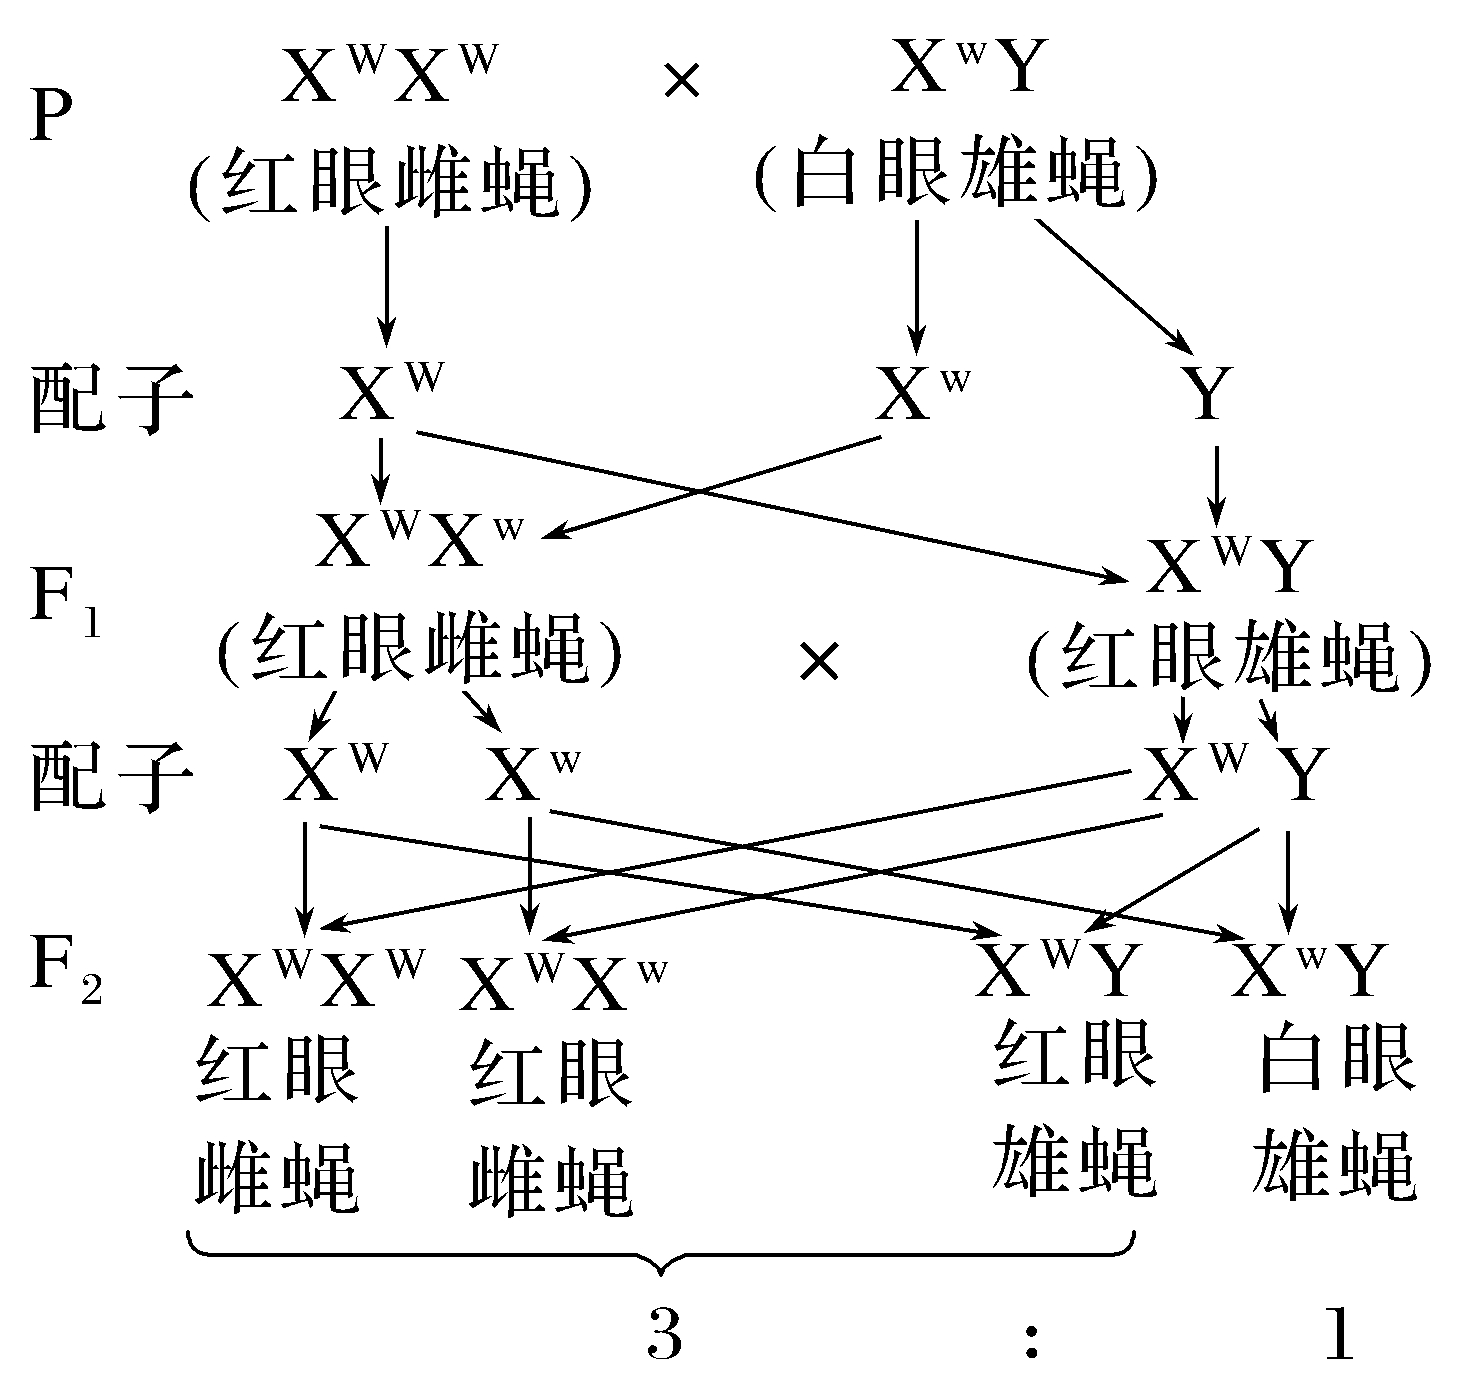 P X^W X^W × X^w Y
(红眼雌蝇) (白眼雄蝇)
配子 X^W X^w Y
F₁ X^W X^w X^W Y
(红眼雌蝇) × (红眼雄蝇)
配子 X^W X^w X^W Y
F₂ X^W X^W X^W X^w X^W Y X^w Y
红眼 红眼 红眼 白眼
雌蝇 雌蝇 雄蝇 雄蝇
3 : 1